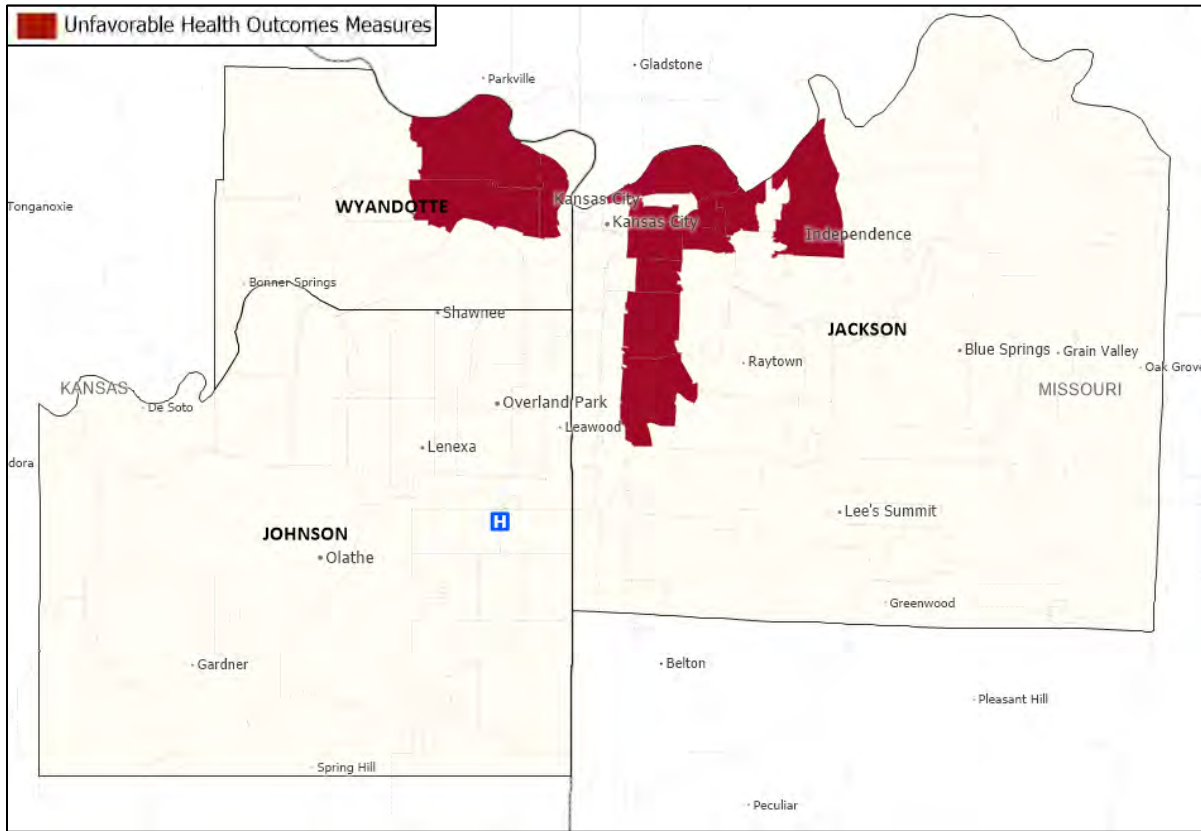 Unfavorable Health Outcomes Measures
Gladstone
Parkville
Kansas City
WYANDOTTE
Tonganoxie
Kansas City
Independence
Bonner Springs
Shawnee
JACKSON
Blue Springs
Grain Valley
Raytown
Oak Grove
KANSAS
MISSOURI
De Soto
Overland Park
Leawood
Lenexa
dora
Lee's Summit
H
JOHNSON
Olathe
Greenwood
Gardner
Belton
Pleasant Hill
Spring Hill
Peculiar